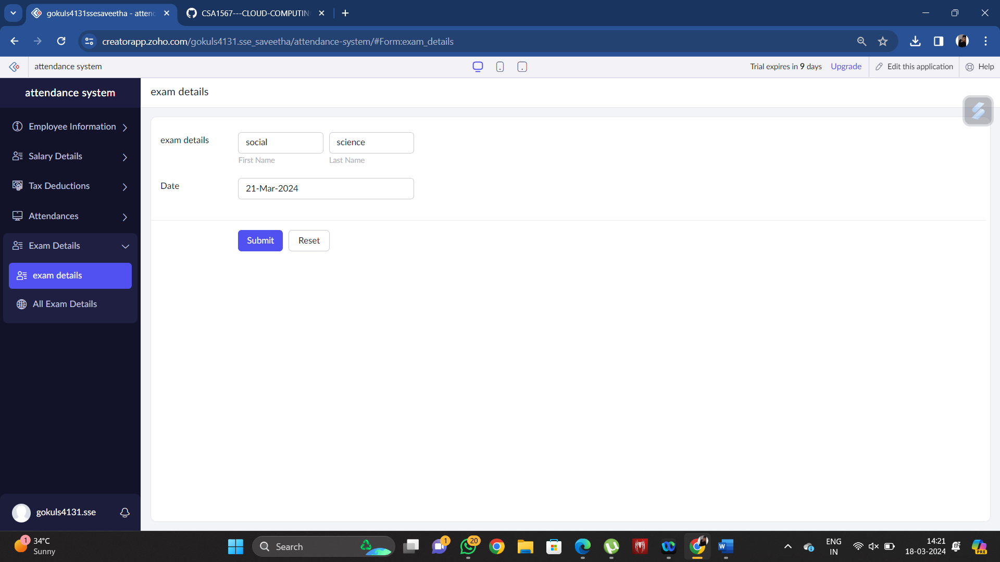 gokuls4131ssesaveetha - atten
CSA1567---CLOUD-COMPUTIN
creatorapp.zoho.com/gokuls4131.sse_saveetha/attendance-system/#Form:exam_details
attendance system
Trial expires in 9 days
Upgrade
Edit this application
Help
attendance system
Employee Information
Salary Details
Tax Deductions
Attendances
Exam Details
exam details
All Exam Details
gokuls4131.sse
exam details
exam details
social
science
First Name
Last Name
Date
21-Mar-2024
Submit
Reset
1
34°C
Sunny
Search
1
20
W
ENG
IN
14:21
18-03-2024
PRE